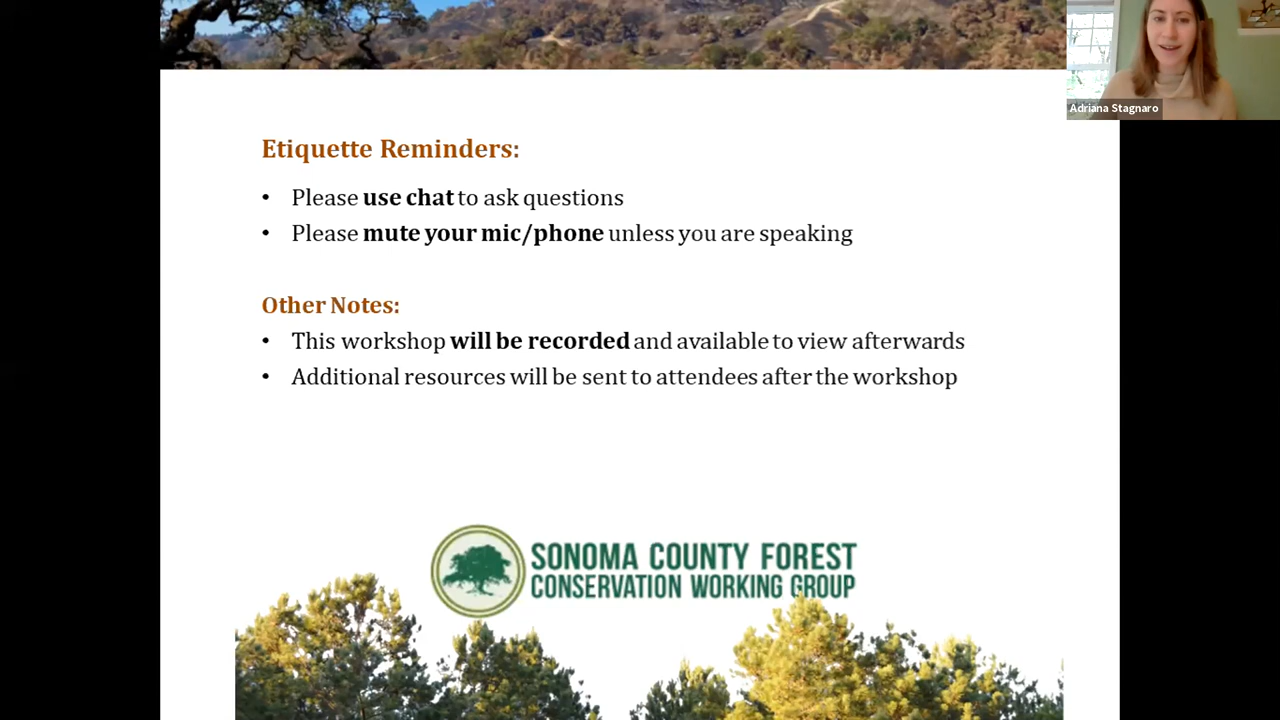 Adriana Stagnaro
Etiquette Reminders:
• Please use chat to ask questions
• Please mute your mic/phone unless you are speaking
Other Notes:
• This workshop will be recorded and available to view afterwards
• Additional resources will be sent to attendees after the workshop
SONOMA COUNTY FOREST
CONSERVATION WORKING GROUP